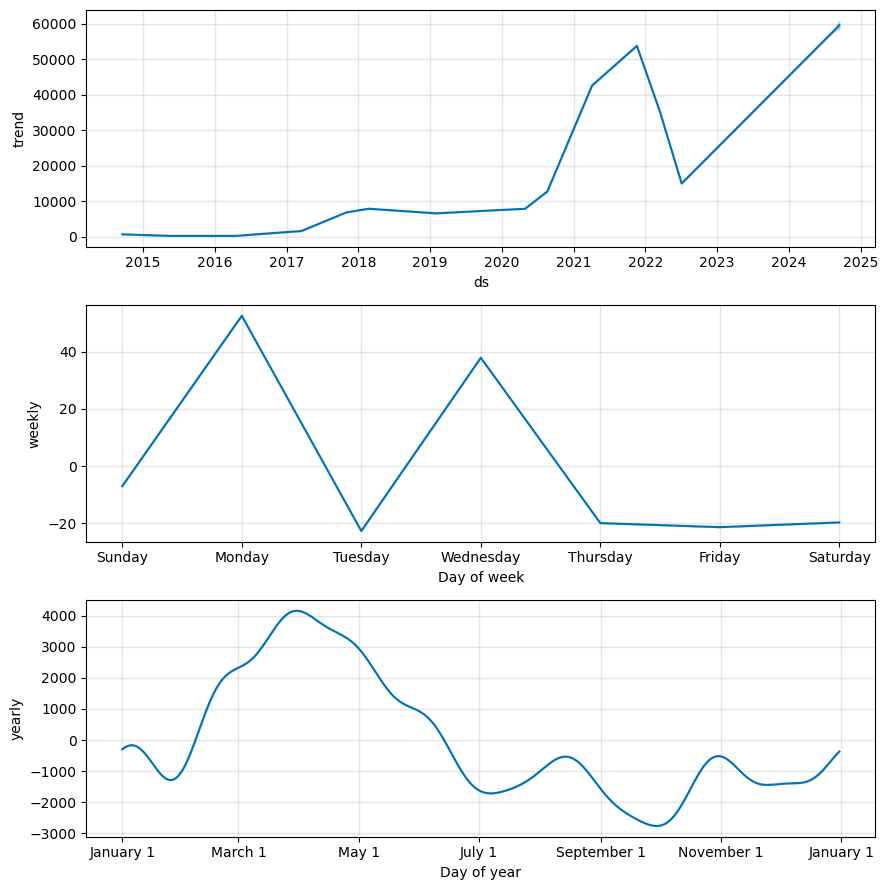 60000
50000
40000
30000
20000
10000
0
trend
2015 2016 2017 2018 2019 2020 2021 2022 2023 2024 2025
ds
40
20
0
−20
weekly
Sunday Monday Tuesday Wednesday Thursday Friday Saturday
Day of week
4000
3000
2000
1000
0
−1000
−2000
−3000
yearly
January 1 March 1 May 1 July 1 September 1 November 1 January 1
Day of year